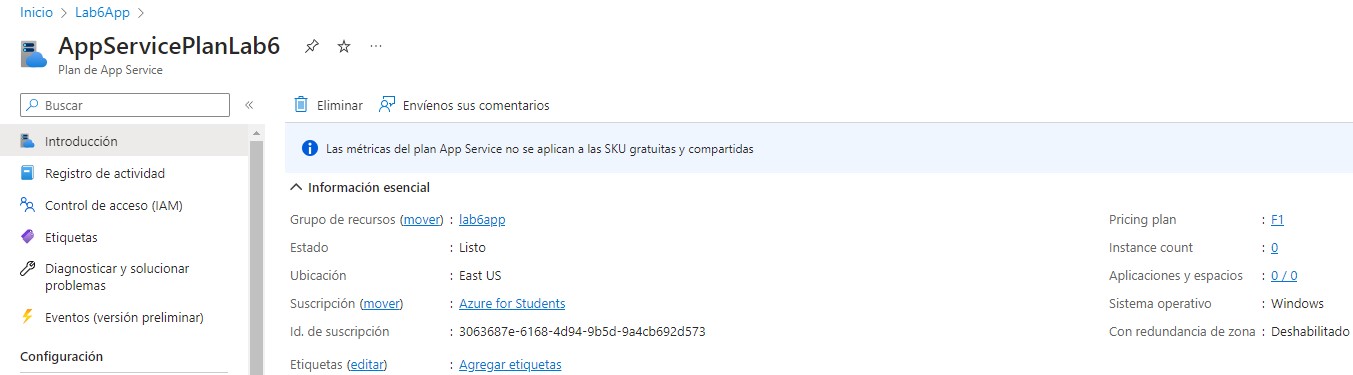 Inicio > Lab6App >
AppServicePlanLab6 ...
Plan de App Service
Buscar «
Eliminar Envíenos sus comentarios
Introducción
Registro de actividad
Control de acceso (IAM)
Etiquetas
Diagnosticar y solucionar
problemas
Eventos (versión preliminar)
Configuración
Las métricas del plan App Service no se aplican a las SKU gratuitas y compartidas
Información esencial
Grupo de recursos (mover) : lab6app
Estado : Listo
Ubicación : East US
Suscripción (mover) : Azure for Students
Id. de suscripción : 3063687e-6168-4d94-9b5d-9a4cb692d573
Etiquetas (editar) : Agregar etiquetas
Pricing plan : F1
Instance count : 0
Aplicaciones y espacios : 0 / 0
Sistema operativo : Windows
Con redundancia de zona : Deshabilitado